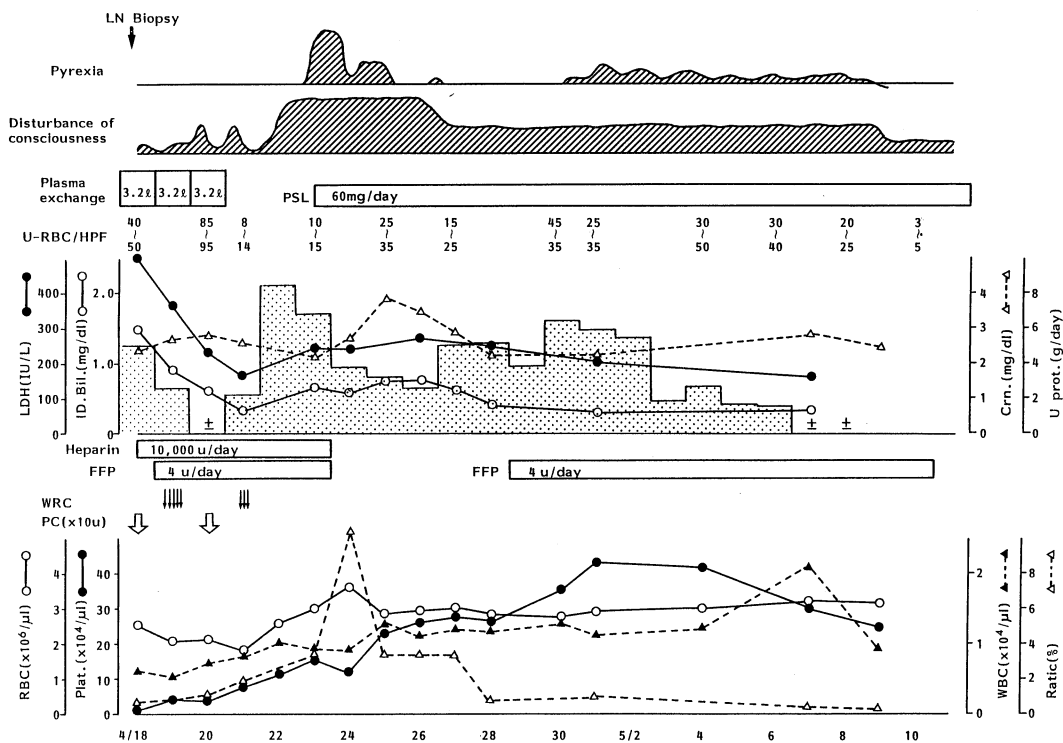 LN Biopsy
Pyrexia
Disturbance of
consciousness
Plasma
exchange
3.2ℓ 3.2ℓ 3.2ℓ
PSL 60mg/day
U-RBC/HPF
40 85 8 10 25 15 45 25 30 30 20 3
~ ~ ~ ~ ~ ~ ~ ~ ~ ~ ~ ~
50 95 14 15 35 25 35 35 50 40 25 5
LDH(IU/L)
400
300
200
100
0
ID.Bil.(mg/dl)
2.0
1.0
0
± ± ±
Crn.(mg/dl)
4
3
2
1
0
U prot.(g/day)
8
6
4
2
0
Heparin 10,000 u/day
FFP 4 u/day FFP 4 u/day
WRC
PC(x10u)
RBC(x10⁶/μl)
4
3
2
1
0
Plat.(x10⁴/μl)
40
30
20
10
0
WBC(x10⁴/μl)
2
1
0
Ratic(%)
8
6
4
2
0
4/18 20 22 24 26 28 30 5/2 4 6 8 10